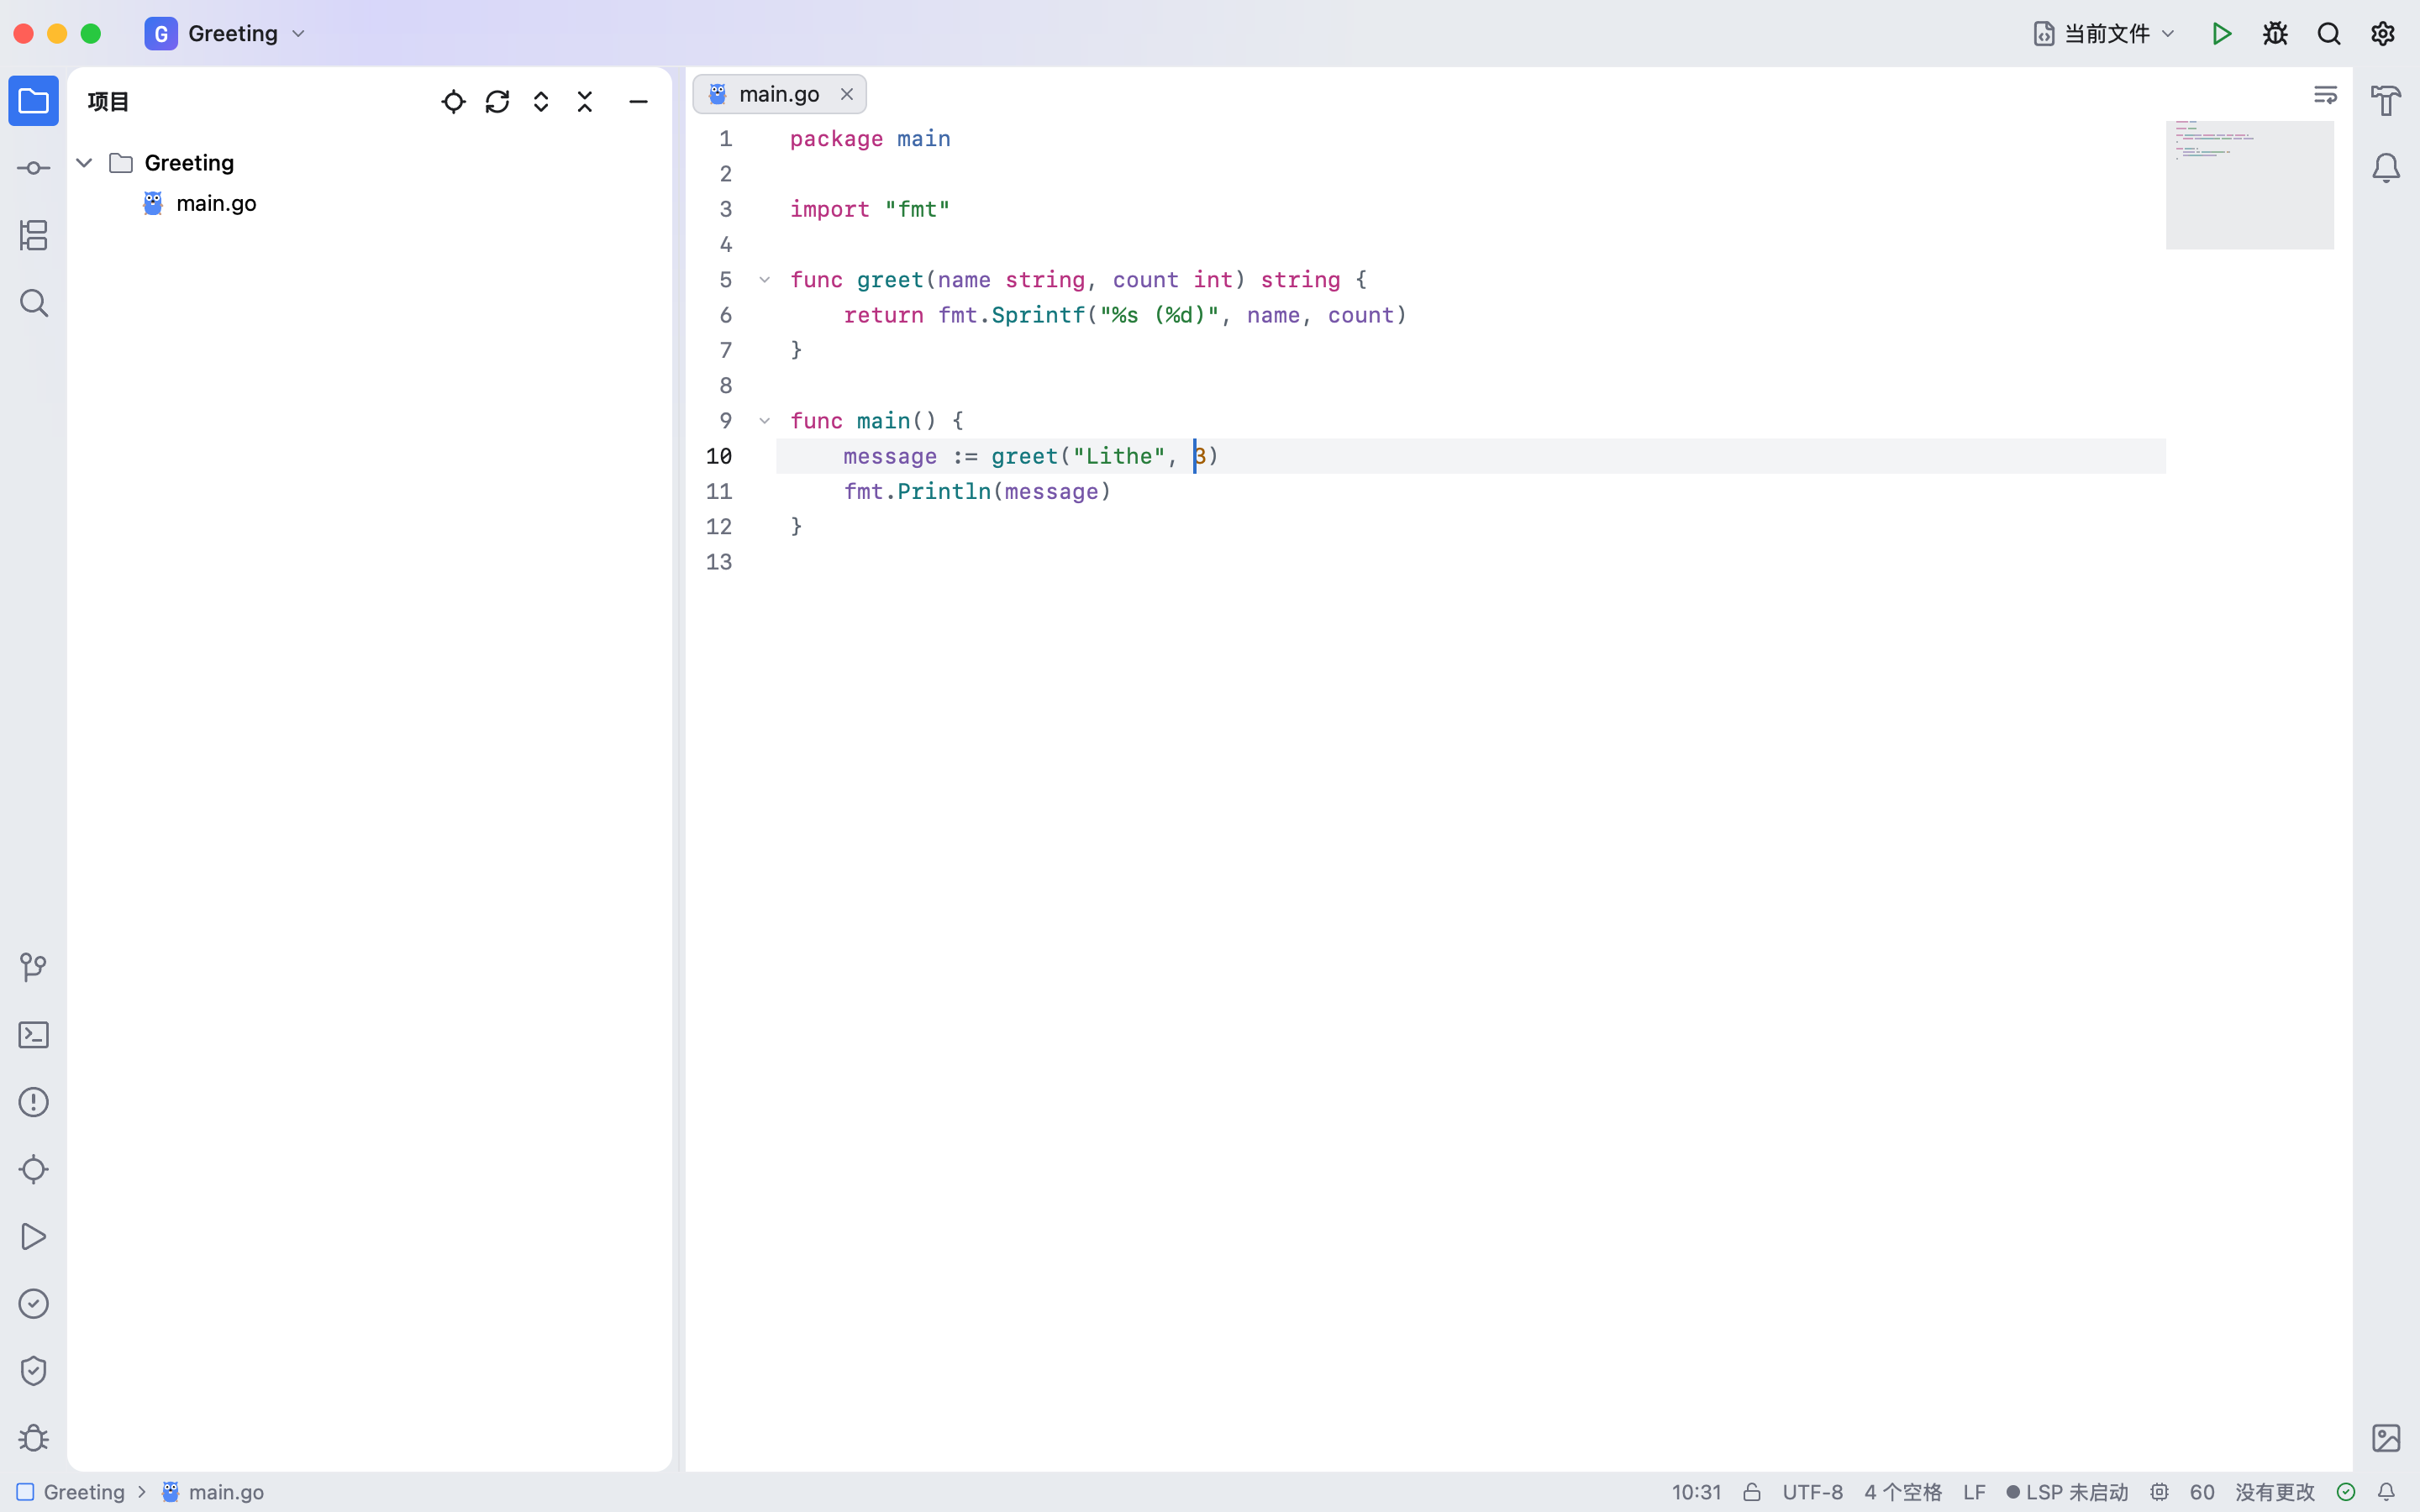 G Greeting 当前文件
项目
Greeting
main.go
main.go
1 package main
2
3 import "fmt"
4
5 func greet(name string, count int) string {
6     return fmt.Sprintf("%s (%d)", name, count)
7 }
8
9 func main() {
10     message := greet("Lithe", 3)
11     fmt.Println(message)
12 }
13
Greeting > main.go 10:31 UTF-8 4 个空格 LF LSP 未启动 60 没有更改